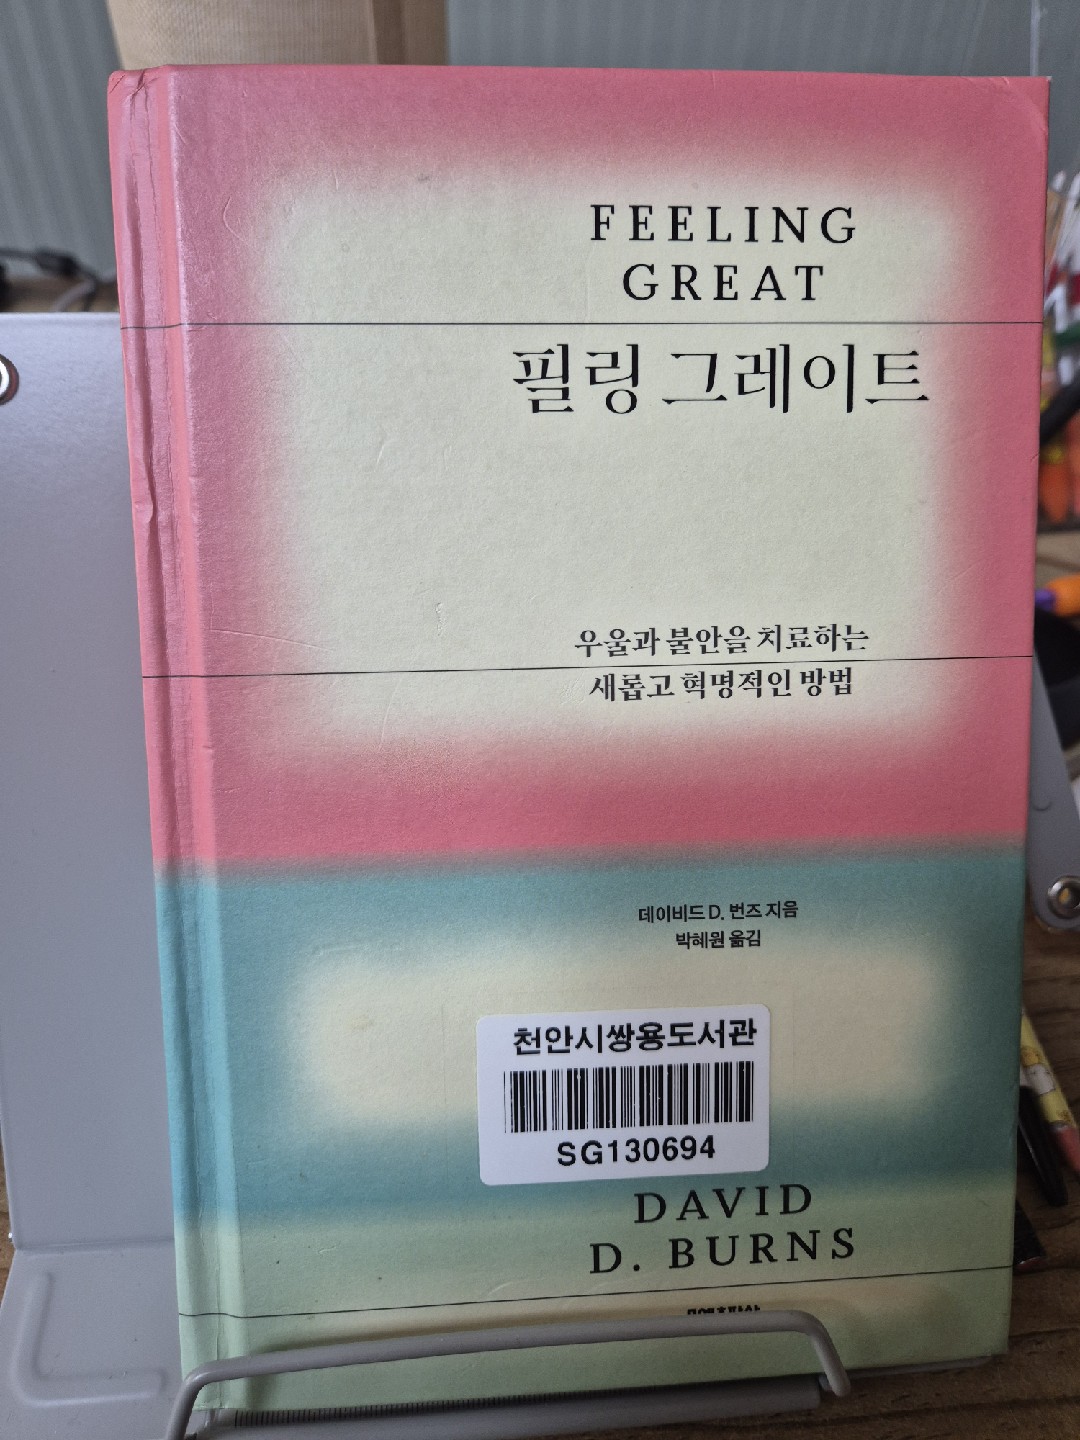 FEELING
GREAT
필링 그레이트
우울과 불안을 치료하는
새롭고 혁명적인 방법
데이비드 D. 번즈 지음
박혜원 옮김
천안시쌍용도서관
SG130694
DAVID
D. BURNS